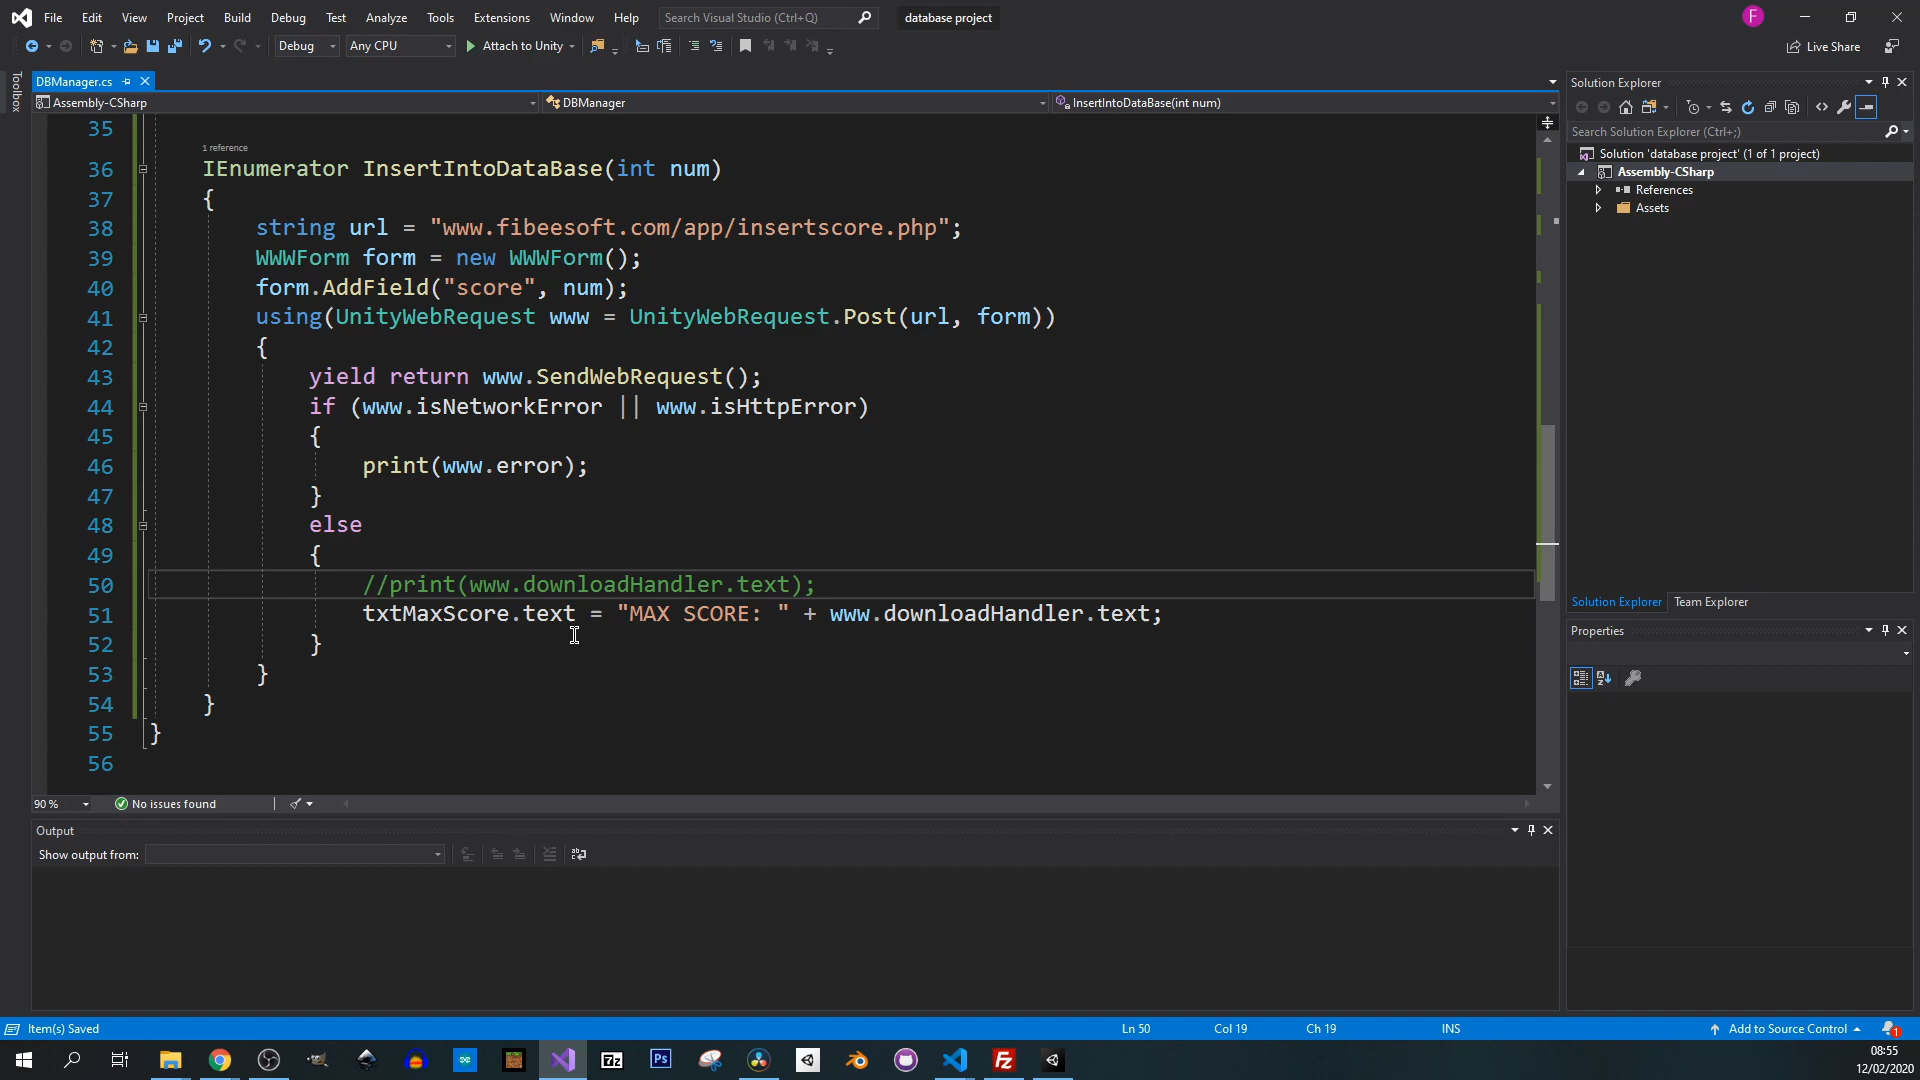 File Edit View Project Build Debug Test Analyze Tools Extensions Window Help Search Visual Studio (Ctrl+Q) database project F
Debug Any CPU Attach to Unity Live Share
Toolbox
DBManager.cs
Assembly-CSharp DBManager InsertIntoDataBase(int num)
35
1 reference
36 IEnumerator InsertIntoDataBase(int num)
37 {
38 string url = "www.fibeesoft.com/app/insertscore.php";
39 WWWForm form = new WWWForm();
40 form.AddField("score", num);
41 using(UnityWebRequest www = UnityWebRequest.Post(url, form))
42 {
43 yield return www.SendWebRequest();
44 if (www.isNetworkError || www.isHttpError)
45 {
46 print(www.error);
47 }
48 else
49 {
50 //print(www.downloadHandler.text);
51 txtMaxScore.text = "MAX SCORE: " + www.downloadHandler.text;
52 }
53 }
54 }
55 }
56
90 % No issues found
Output
Show output from:
Solution Explorer
Search Solution Explorer (Ctrl+;)
Solution 'database project' (1 of 1 project)
Assembly-CSharp
References
Assets
Solution Explorer Team Explorer
Properties
Item(s) Saved Ln 50 Col 19 Ch 19 INS Add to Source Control 1
7z Ps Fz
08:55
12/02/2020